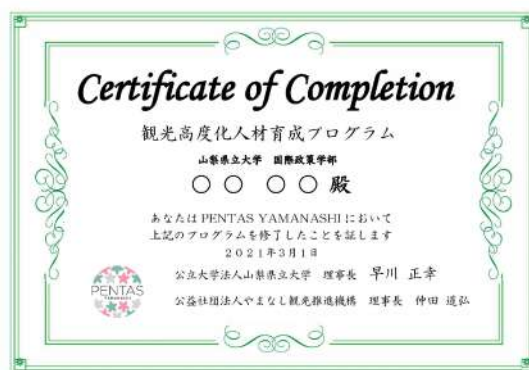 Certificate of Completion
観光高度化人材育成プログラム
山梨県立大学 国際政策学部
○○ ○○殿
あなたは PENTAS YAMANASHI において
上記のプログラムを修了したことを証します
2021年3月1日
公立大学法人山梨県立大学 理事長 早川 正幸
公益社団法人やまなし観光推進機構 理事長 仲田 道弘
PENTAS
YAMANASHI